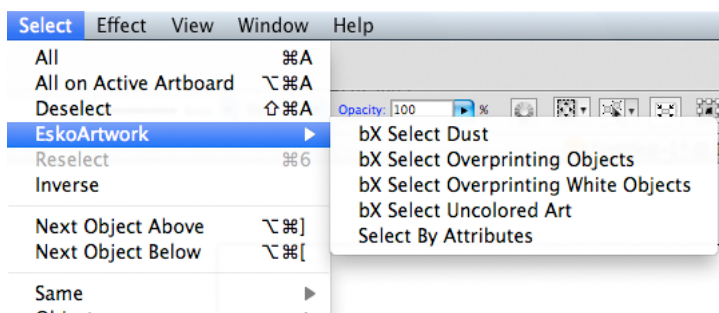 Select Effect View Window Help
All ⌘A
All on Active Artboard ⌥⌘A
Deselect ⇧⌘A
Opacity: 100 %
EskoArtwork
bX Select Dust
Reselect ⌘6
bX Select Overprinting Objects
Inverse
bX Select Overprinting White Objects
bX Select Uncolored Art
Next Object Above ⌥⌘]
Select By Attributes
Next Object Below ⌥⌘[
Same